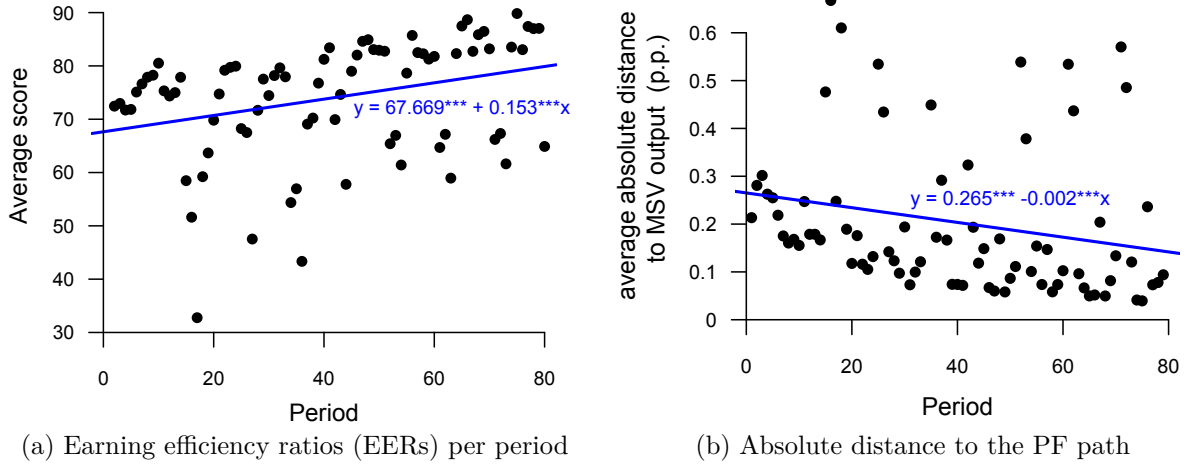 Average score
90
80
70
60
50
40
30
y = 67.669*** + 0.153***x
0 20 40 60 80
Period
(a) Earning efficiency ratios (EERs) per period
average absolute distance
to MSV output (p.p.)
0.6
0.5
0.4
0.3
0.2
0.1
0
y = 0.265*** -0.002***x
0 20 40 60 80
Period
(b) Absolute distance to the PF path